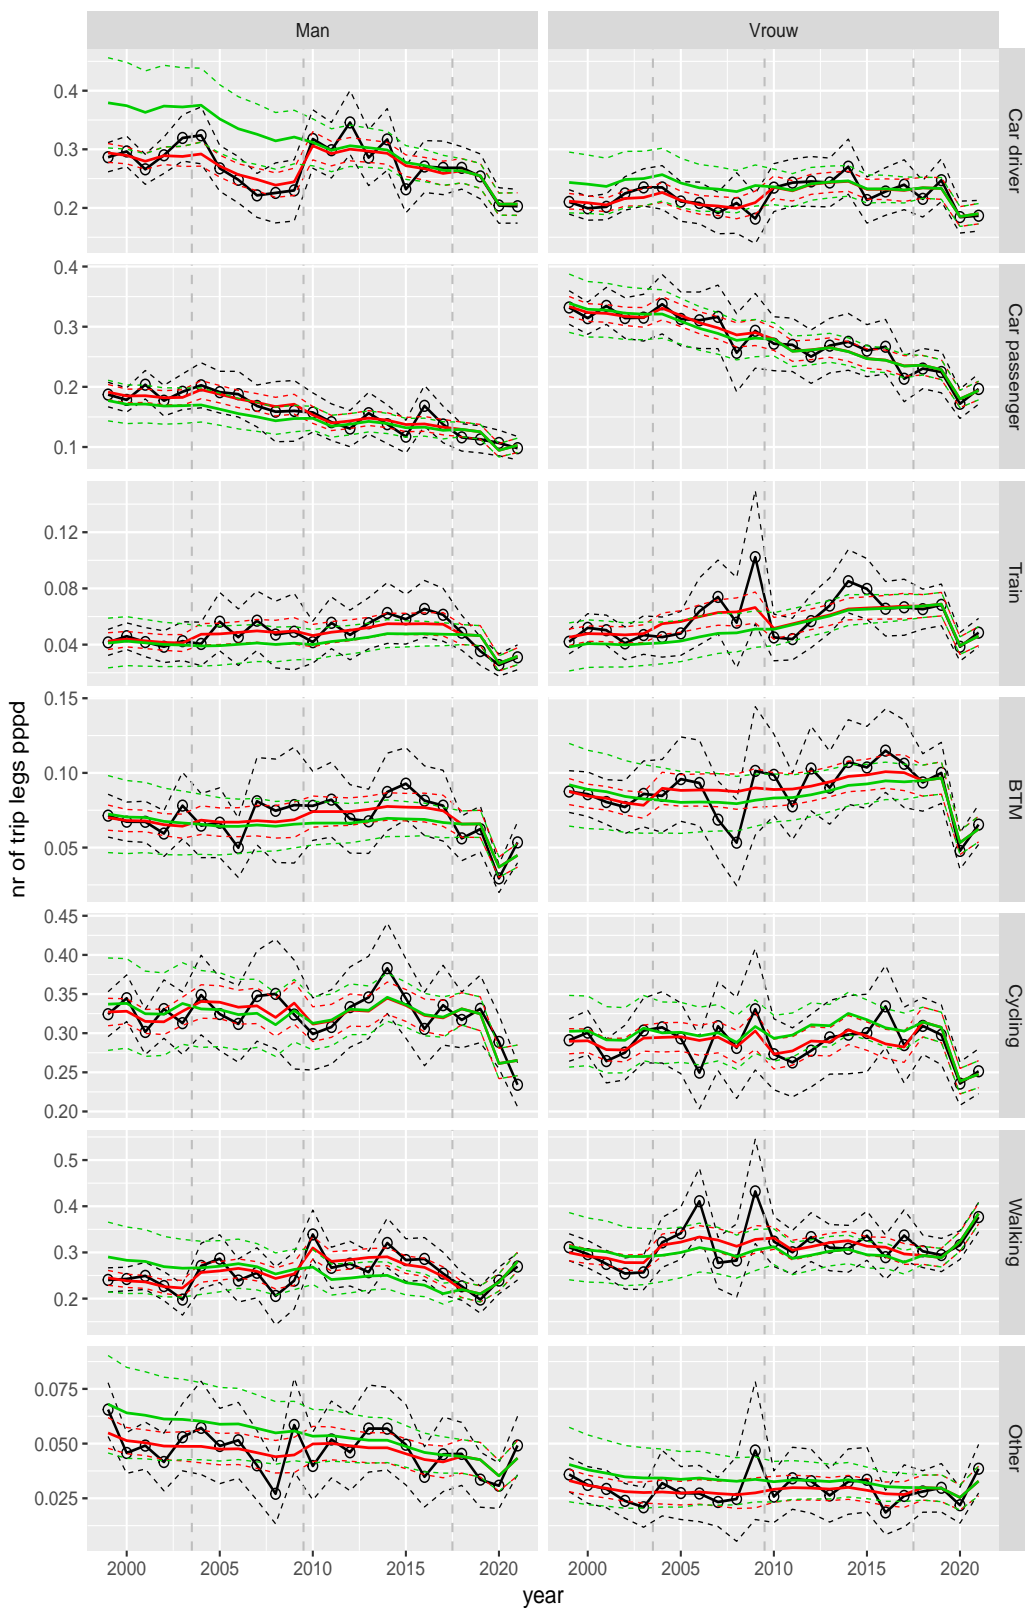 Man
Vrouw
0.4
0.3
0.2
Car driver
0.4
0.3
0.2
0.1
Car passenger
0.12
0.08
0.04
Train
0.15
0.10
0.05
BTM
0.45
0.40
0.35
0.30
0.25
0.20
Cycling
0.5
0.4
0.3
0.2
Walking
0.075
0.050
0.025
Other
nr of trip legs pppd
2000 2005 2010 2015 2020 2000 2005 2010 2015 2020
year